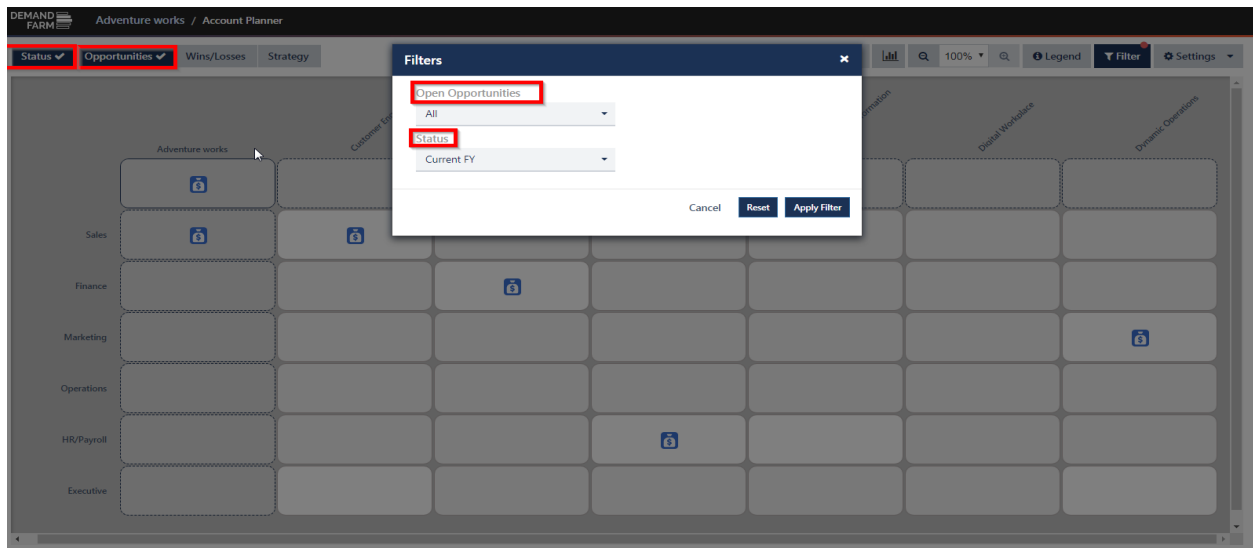 DEMAND
FARM
Adventure works / Account Planner
Status ✔ Opportunities ✔ Wins/Losses Strategy
100% Legend Filter Settings
Filters
Open Opportunities
All
Status
Current FY
Cancel Reset Apply Filter
Adventure works Customer Digital Workplace Dynamic Operations
Sales
Finance
Marketing
Operations
HR/Payroll
Executive